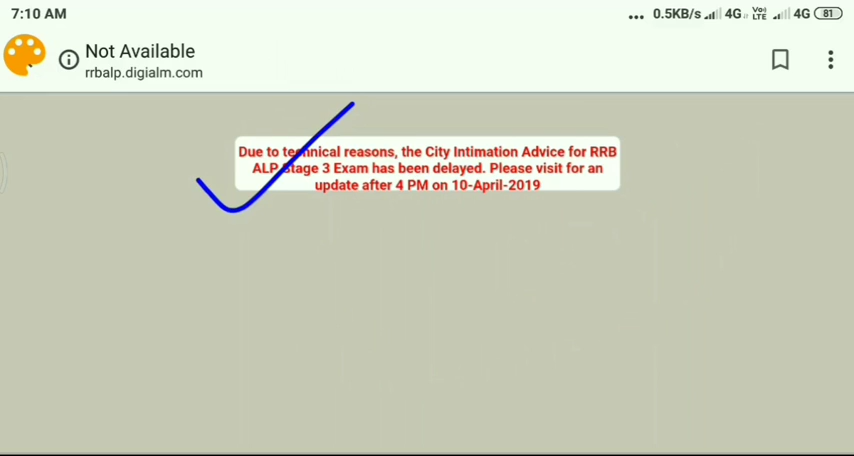 7:10 AM
0.5KB/s 4G Vo) LTE 4G 81
Not Available
rrbalp.digialm.com
Due to technical reasons, the City Intimation Advice for RRB
ALP Stage 3 Exam has been delayed. Please visit for an
update after 4 PM on 10-April-2019